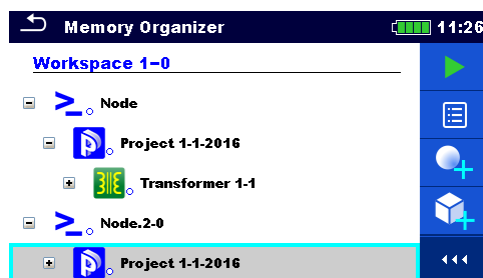 Memory Organizer 11:26
Workspace 1-0
Node
Project 1-1-2016
Transformer 1-1
Node.2-0
Project 1-1-2016